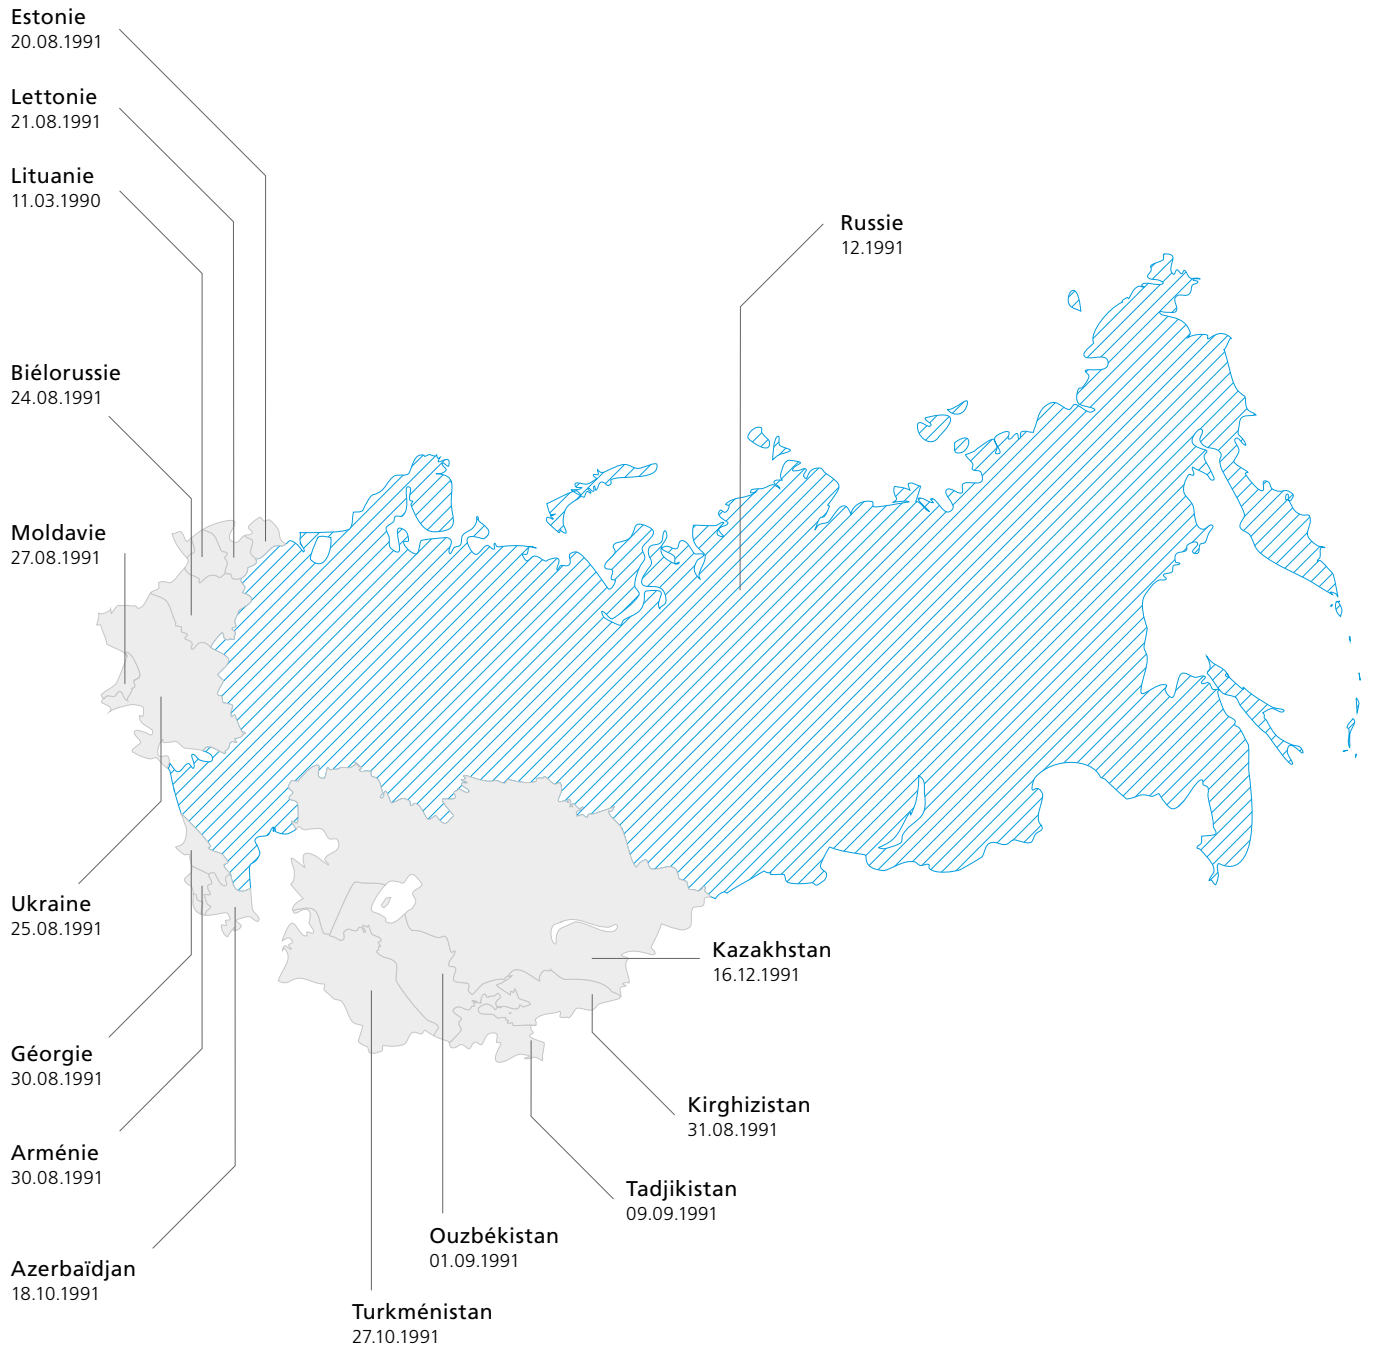 Estonie
20.08.1991
Lettonie
21.08.1991
Lituanie
11.03.1990
Russie
12.1991
Biélorussie
24.08.1991
Moldavie
27.08.1991
Ukraine
25.08.1991
Kazakhstan
16.12.1991
Géorgie
30.08.1991
Kirghizistan
31.08.1991
Arménie
30.08.1991
Tadjikistan
09.09.1991
Ouzbékistan
01.09.1991
Azerbaïdjan
18.10.1991
Turkménistan
27.10.1991